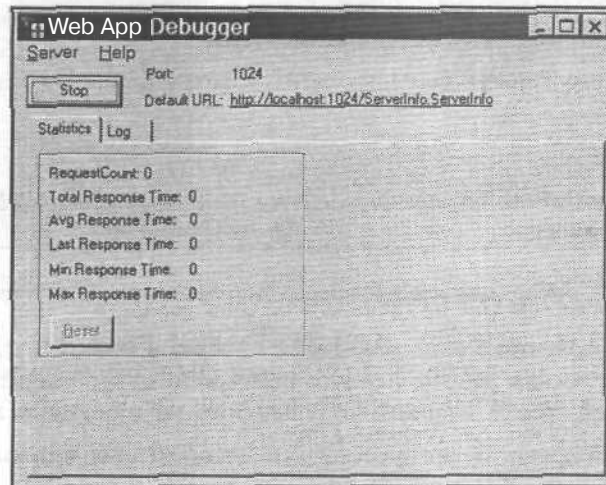 Web App Debugger
Server Help
Port: 1024
Stop
Default URL: http://localhost:1024/ServerInfo.ServerInfo
Statistics Log
RequestCount: 0
Total Response Time: 0
Avg Response Time: 0
Last Response Time: 0
Min Response Time: 0
Max Response Time: 0
Reset